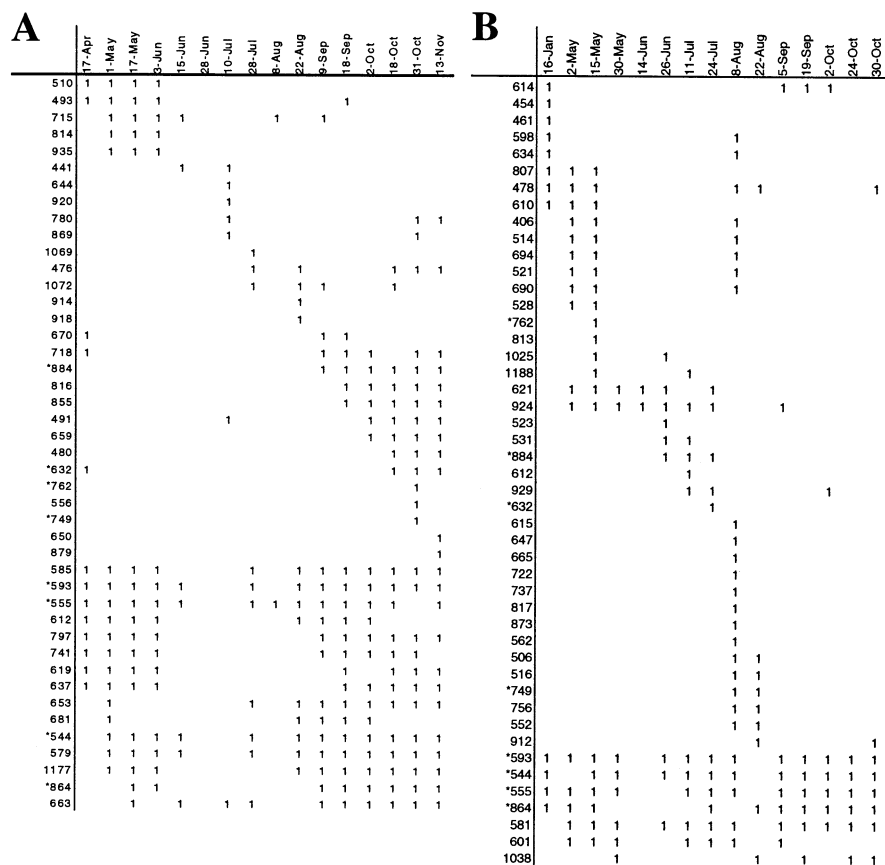 A
17-Apr 1-May 17-May 3-Jun 15-Jun 28-Jun 10-Jul 28-Jul 8-Aug 22-Aug 9-Sep 18-Sep 2-Oct 18-Oct 31-Oct 13-Nov
510 1 1 1 1
493 1 1 1 1 1
715 1 1 1 1 1 1
814 1 1 1
935 1 1 1
441 1 1
644 1
920 1
780 1 1 1
869 1 1
1069 1
476 1 1 1 1 1
1072 1 1 1 1
914 1
918 1
670 1 1 1
718 1 1 1 1 1 1
*884 1 1 1 1 1 1
816 1 1 1 1 1
855 1 1 1 1 1
491 1 1 1 1 1
659 1 1 1 1
480 1 1 1
*632 1 1 1 1
*762 1
556 1
*749 1
650 1
879 1
585 1 1 1 1 1 1 1 1 1 1 1 1
*593 1 1 1 1 1 1 1 1 1 1 1 1 1
*555 1 1 1 1 1 1 1 1 1 1 1 1 1
612 1 1 1 1 1 1 1 1
797 1 1 1 1 1 1 1 1 1 1
741 1 1 1 1 1 1 1 1 1
619 1 1 1 1 1 1 1 1
637 1 1 1 1 1 1 1 1 1
653 1 1 1 1 1 1 1 1 1
681 1 1 1 1 1
*544 1 1 1 1 1 1 1 1 1 1 1 1
579 1 1 1 1 1 1 1 1 1 1 1 1
1177 1 1 1 1 1 1 1 1 1 1
*864 1 1 1 1 1 1 1 1
663 1 1 1 1 1 1 1 1 1 1
B
16-Jan 2-May 15-May 30-May 14-Jun 26-Jun 11-Jul 24-Jul 8-Aug 22-Aug 5-Sep 19-Sep 2-Oct 24-Oct 30-Oct
614 1 1 1 1
454 1
461 1
598 1 1
634 1 1
807 1 1 1
478 1 1 1 1 1 1
610 1 1 1
406 1 1 1
514 1 1 1
694 1 1 1
521 1 1 1
690 1 1 1
528 1 1
*762 1
813 1
1025 1 1
1188 1 1
621 1 1 1 1 1 1
924 1 1 1 1 1 1 1 1
523 1
531 1 1
*884 1 1 1
612 1
929 1 1 1
*632 1
615 1
647 1
665 1
722 1
737 1
817 1
873 1
562 1
506 1 1
516 1 1
*749 1 1
756 1 1
552 1 1
912 1 1
*593 1 1 1 1 1 1 1 1 1 1 1 1 1
*544 1 1 1 1 1 1 1 1 1 1 1 1
*555 1 1 1 1 1 1 1 1 1 1 1 1
*864 1 1 1 1 1 1 1 1 1 1
581 1 1 1 1 1 1 1 1 1 1 1 1
601 1 1 1 1 1 1 1
1038 1 1 1 1 1